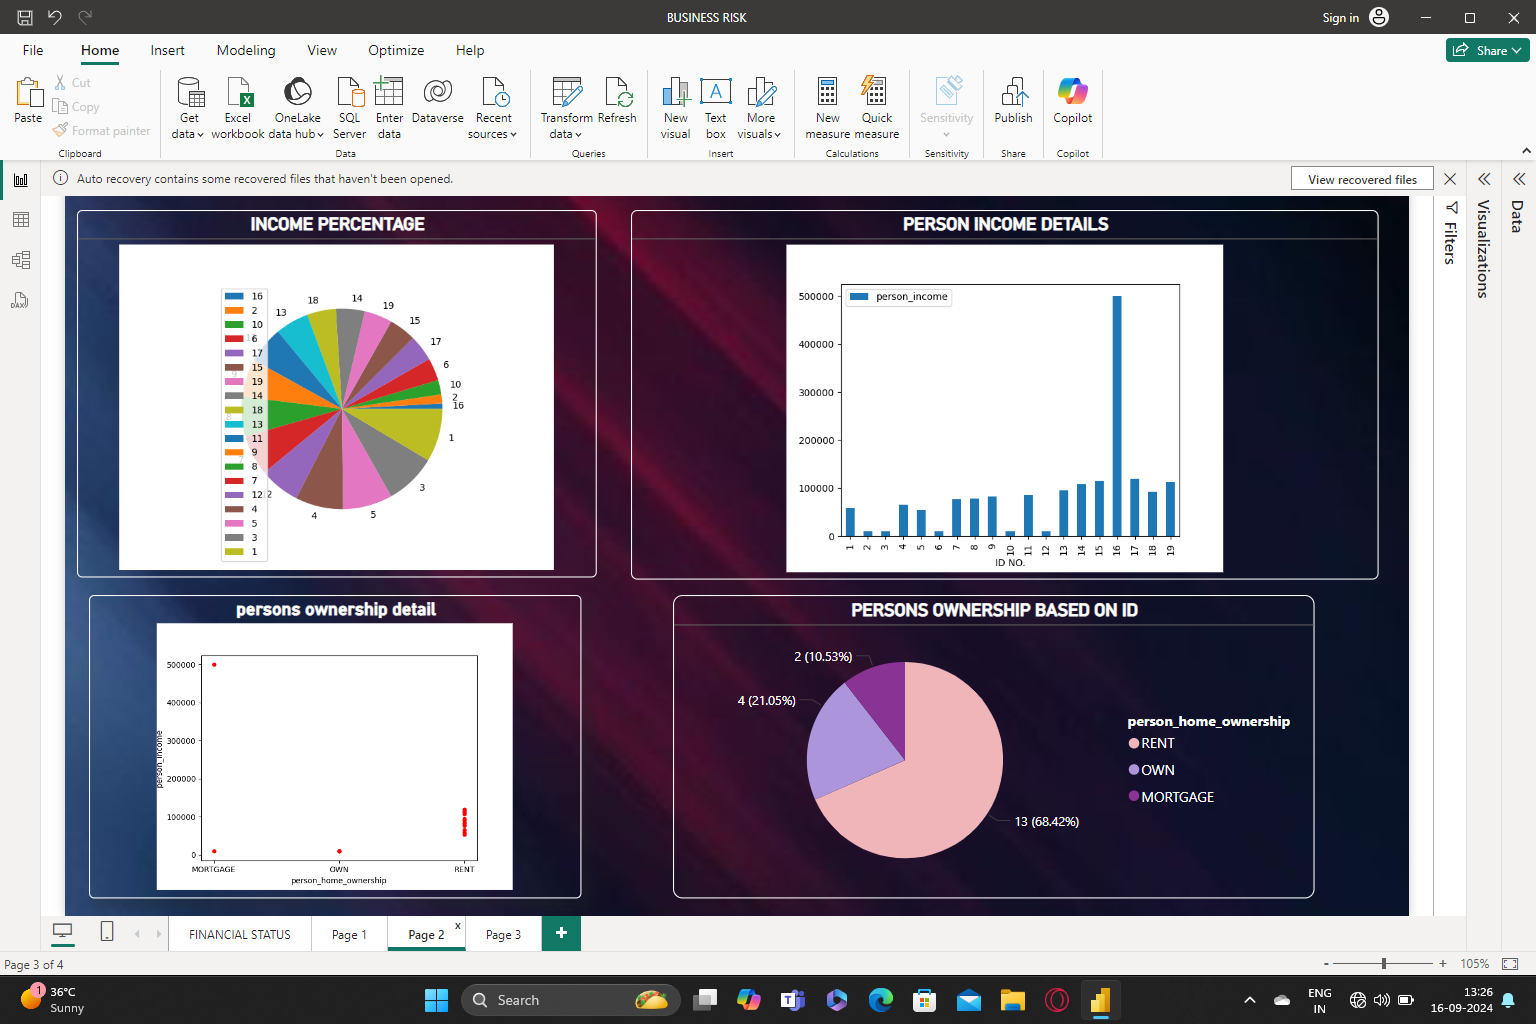 BUSINESS RISK
Sign in
File Home Insert Modeling View Optimize Help
Share
Paste
Cut
Copy
Format painter
Clipboard
Get data
Excel workbook
OneLake data hub
SQL Server
Enter data
Dataverse
Recent sources
Data
Transform data
Refresh
Queries
New visual
Text box
More visuals
Insert
New measure
Quick measure
Calculations
Sensitivity
Sensitivity
Publish
Share
Copilot
Copilot
Auto recovery contains some recovered files that haven't been opened.
View recovered files
Filters
Visualizations
Data
DAX
INCOME PERCENTAGE
16
2
10
6
17
15
19
14
18
13
11
9
8
7
12
4
5
3
1
13
18
14
19
15
17
6
10
2
16
1
3
5
4
PERSON INCOME DETAILS
person_income
500000
400000
300000
200000
100000
0
1 2 3 4 5 6 7 8 9 10 11 12 13 14 15 16 17 18 19
ID NO.
persons ownership detail
person_income
500000
400000
300000
200000
100000
0
MORTGAGE OWN RENT
person_home_ownership
PERSONS OWNERSHIP BASED ON ID
2 (10.53%)
4 (21.05%)
13 (68.42%)
person_home_ownership
RENT
OWN
MORTGAGE
FINANCIAL STATUS Page 1 Page 2 x Page 3 +
Page 3 of 4
- + 105%
1
36°C
Sunny
Search
ENG
IN
13:26
16-09-2024